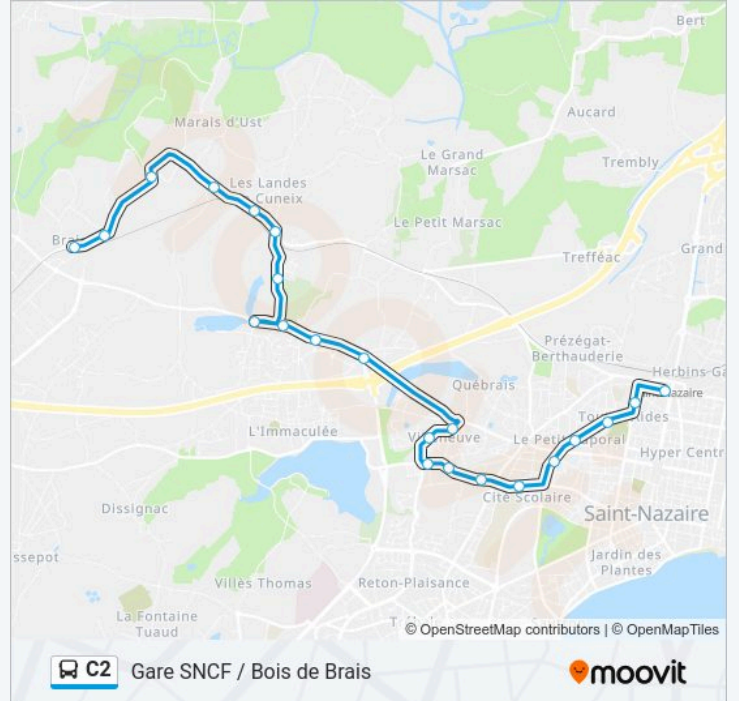 Bert
Aucard
Marais d'Ust
Le Grand
Marsac
Trembly
Les Landes
Cuneix
Le Petit Marsac
Grand
Trefféac
Prézégat-
Berthauderie
Herbins-Ga
Québrais
L'Immaculée
Le Petit
Hyper Centr
Cité Scolaire
Dissignac
Saint-Nazaire
ssepot
Jardin des
Plantes
Villès Thomas
Reton-Plaisance
La Fontaine
Tuaud
© OpenStreetMap contributors | © OpenMapTiles
C2 Gare SNCF / Bois de Brais
moovit